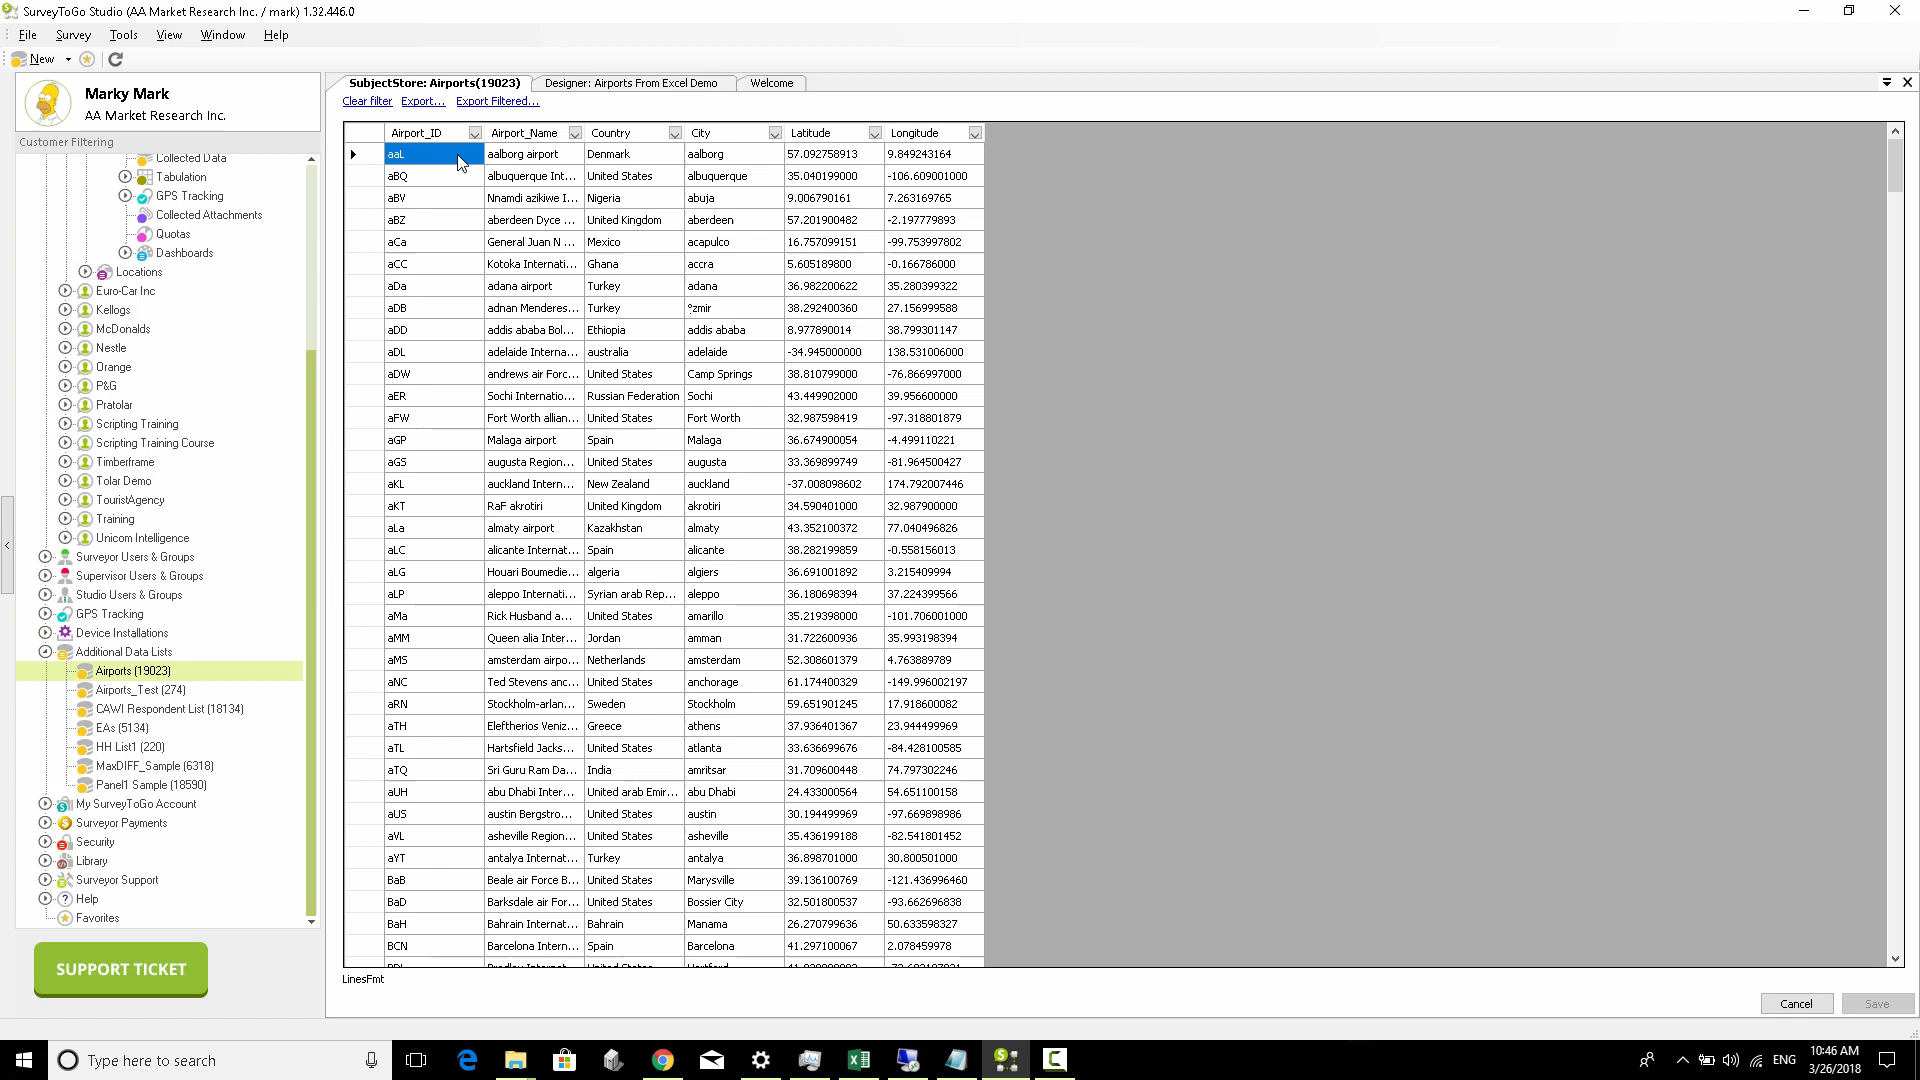 SurveyToGo Studio (AA Market Research Inc. / mark) 1.32.446.0
File Survey Tools View Window Help
New
Marky Mark
AA Market Research Inc.
Customer Filtering
Collected Data
Tabulation
GPS Tracking
Collected Attachments
Quotas
Dashboards
Locations
Euro-Car Inc
Kellogs
McDonalds
Nestle
Orange
P&G
Pratolar
Scripting Training
Scripting Training Course
Timberframe
Tolar Demo
TouristAgency
Training
Unicom Intelligence
Surveyor Users & Groups
Supervisor Users & Groups
Studio Users & Groups
GPS Tracking
Device Installations
Additional Data Lists
Airports (19023)
Airports_Test (274)
CAWI Respondent List (18134)
EAs (5134)
HH List1 (220)
MaxDIFF_Sample (6318)
Panel1 Sample (18590)
My SurveyToGo Account
Surveyor Payments
Security
Library
Surveyor Support
Help
Favorites
SUPPORT TICKET
SubjectStore: Airports(19023) Designer: Airports From Excel Demo Welcome
Clear filter Export... Export Filtered...
Airport_ID Airport_Name Country City Latitude Longitude
aaL aalborg airport Denmark aalborg 57.092758913 9.849243164
aBQ albuquerque Int... United States albuquerque 35.040199000 -106.609001000
aBV Nnamdi azikiwe I... Nigeria abuja 9.006790161 7.263169765
aBZ aberdeen Dyce ... United Kingdom aberdeen 57.201900482 -2.197779893
aCa General Juan N ... Mexico acapulco 16.757099151 -99.753997802
aCC Kotoka Internati... Ghana accra 5.605189800 -0.166786000
aDa adana airport Turkey adana 36.982200622 35.280399322
aDB adnan Menderes... Turkey °zmir 38.292400360 27.156999588
aDD addis ababa Bol... Ethiopia addis ababa 8.977890014 38.799301147
aDL adelaide Interna... australia adelaide -34.945000000 138.531006000
aDW andrews air Forc... United States Camp Springs 38.810799000 -76.866997000
aER Sochi Internatio... Russian Federation Sochi 43.449902000 39.956600000
aFW Fort Worth allian... United States Fort Worth 32.987598419 -97.318801879
aGP Malaga airport Spain Malaga 36.674900054 -4.499110221
aGS augusta Region... United States augusta 33.369899749 -81.964500427
aKL auckland Intern... New Zealand auckland -37.008098602 174.792007446
aKT RaF akrotiri United Kingdom akrotiri 34.590401000 32.987900000
aLa almaty airport Kazakhstan almaty 43.352100372 77.040496826
aLC alicante Internat... Spain alicante 38.282199859 -0.558156013
aLG Houari Boumedie... algeria algiers 36.691001892 3.215409994
aLP aleppo Internati... Syrian arab Rep... aleppo 36.180698394 37.224399566
aMa Rick Husband a... United States amarillo 35.219398000 -101.706001000
aMM Queen alia Inter... Jordan amman 31.722600936 35.993198394
aMS amsterdam airpo... Netherlands amsterdam 52.308601379 4.763889789
aNC Ted Stevens anc... United States anchorage 61.174400329 -149.996002197
aRN Stockholm-arlan... Sweden Stockholm 59.651901245 17.918600082
aTH Eleftherios Veniz... Greece athens 37.936401367 23.944499969
aTL Hartsfield Jacks... United States atlanta 33.636699676 -84.428100585
aTQ Sri Guru Ram Da... India amritsar 31.709600448 74.797302246
aUH abu Dhabi Inter... United arab Emir... abu Dhabi 24.433000564 54.651100158
aUS austin Bergstro... United States austin 30.194499969 -97.669898986
aVL asheville Region... United States asheville 35.436199188 -82.541801452
aYT antalya Internat... Turkey antalya 36.898701000 30.800501000
BaB Beale air Force B... United States Marysville 39.136100769 -121.436996460
BaD Barksdale air For... United States Bossier City 32.501800537 -93.662696838
BaH Bahrain Internat... Bahrain Manama 26.270799636 50.633598327
BCN Barcelona Intern... Spain Barcelona 41.297100067 2.078459978
LinesFmt
Cancel Save
Type here to search
ENG
10:46 AM
3/26/2018